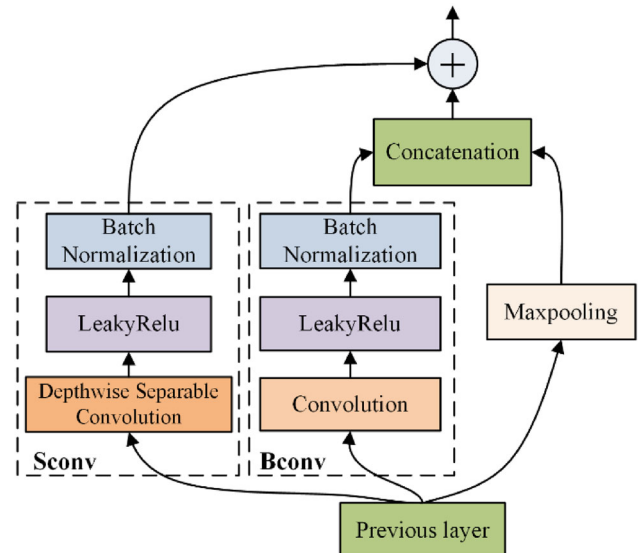 +
Concatenation
Batch
Normalization
LeakyRelu
Depthwise Separable
Convolution
Sconv
Batch
Normalization
LeakyRelu
Convolution
Bconv
Maxpooling
Previous layer